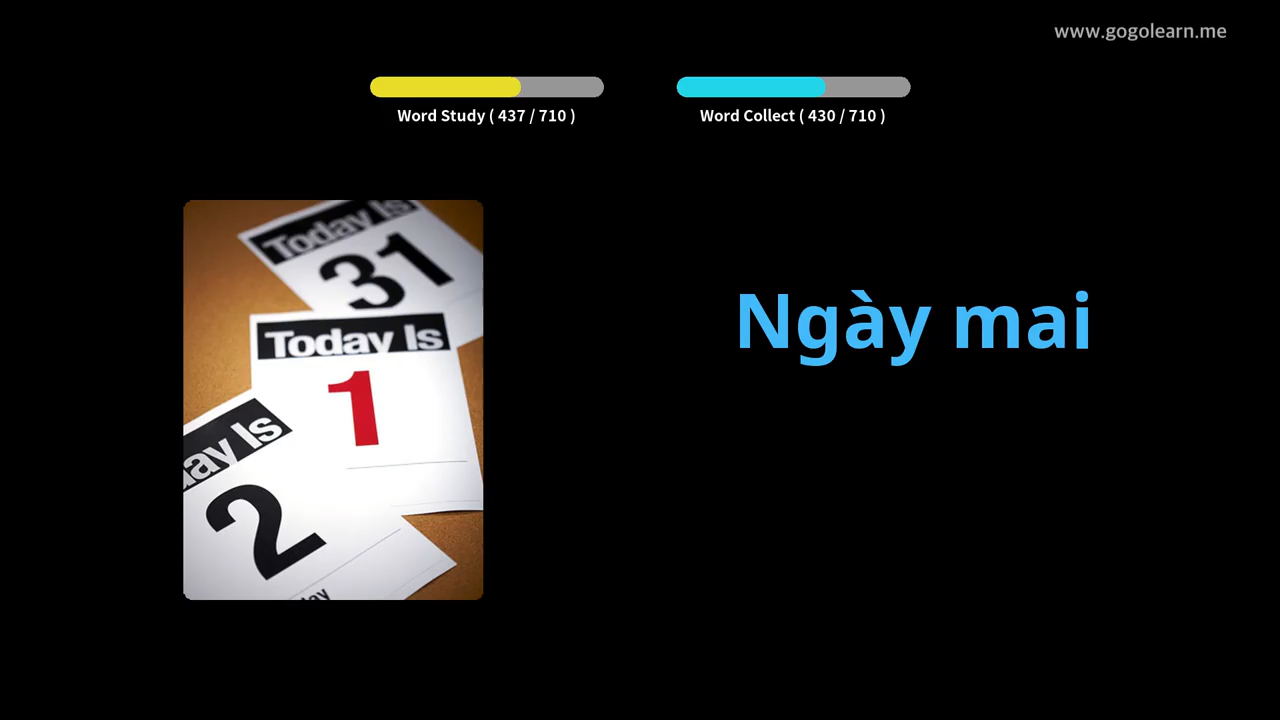 www.gogolearn.me
Word Study ( 437 / 710 )
Word Collect ( 430 / 710 )
Today Is
31
Today Is
1
ay Is
2
Ngày mai